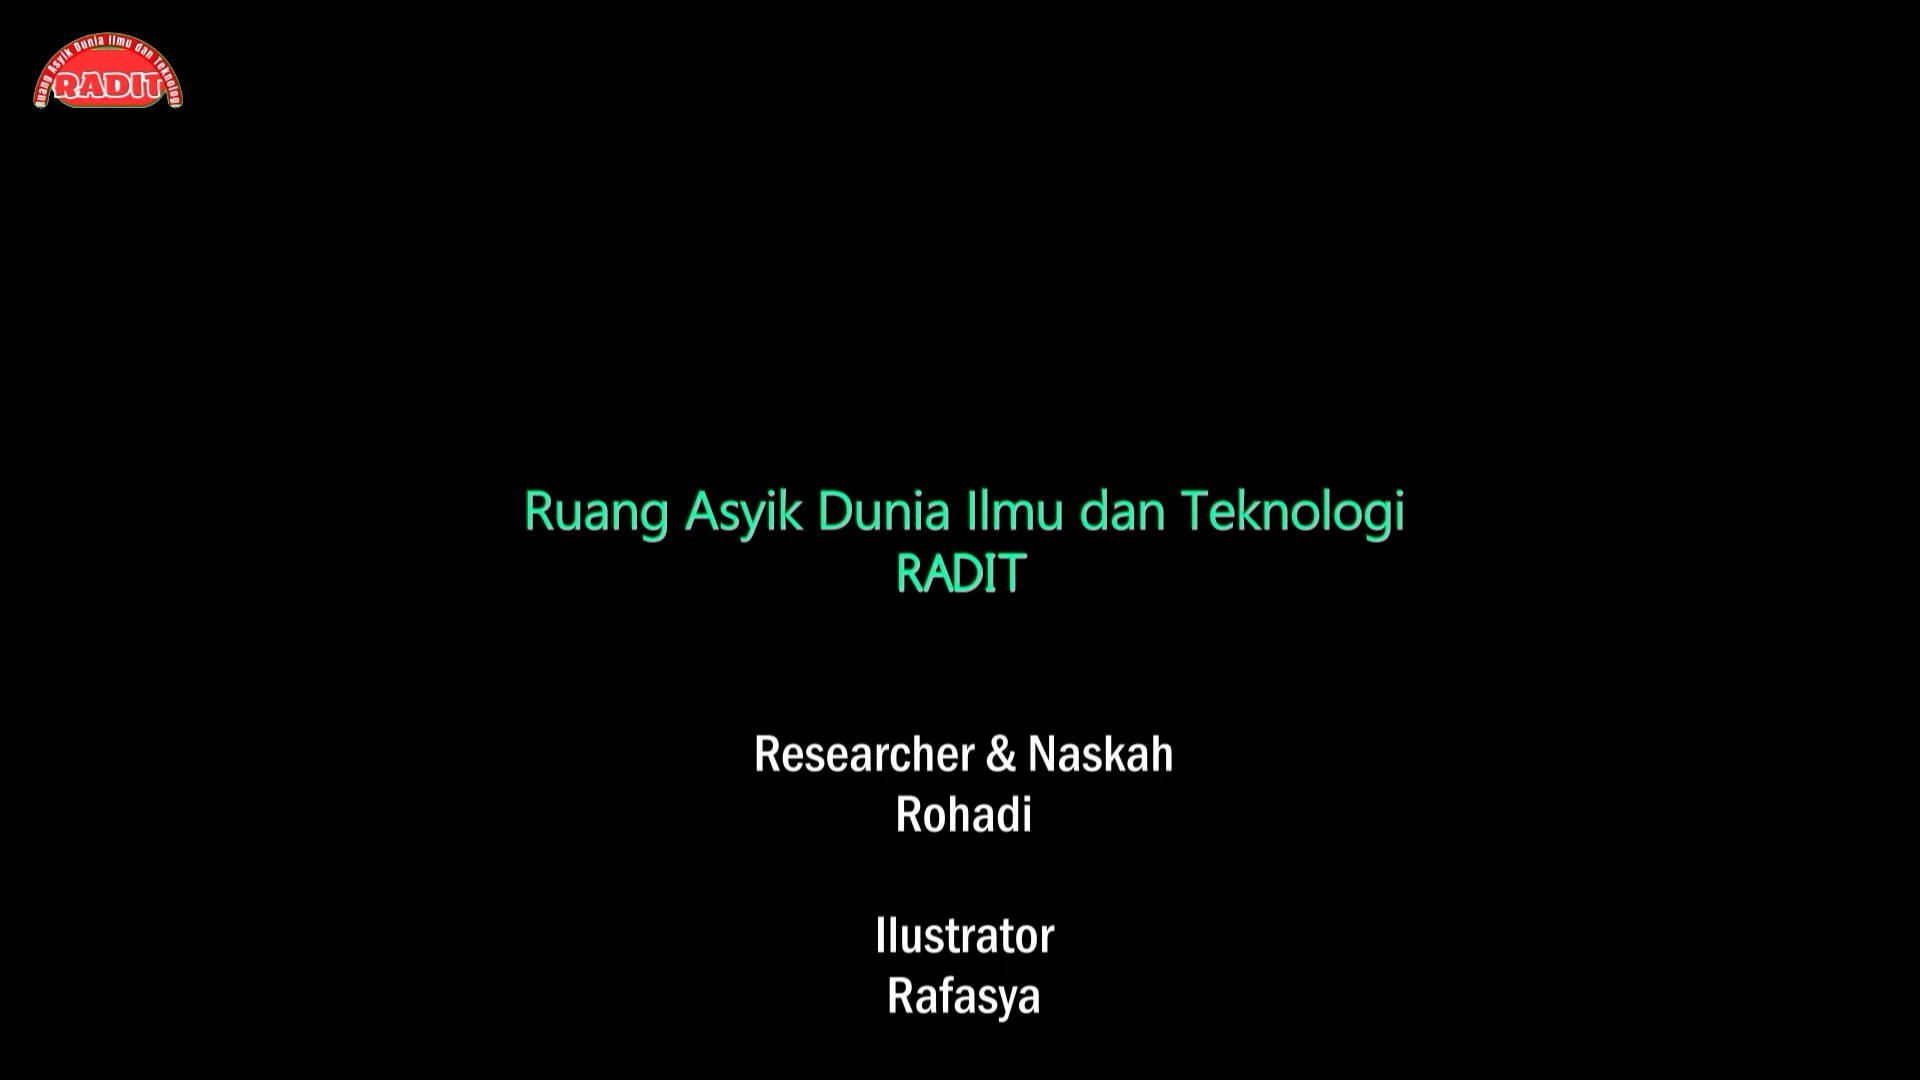 Ruang Asyik Dunia Ilmu dan Teknologi
RADIT
Ruang Asyik Dunia Ilmu dan Teknologi
RADIT
Researcher & Naskah
Rohadi
Ilustrator
Rafasya